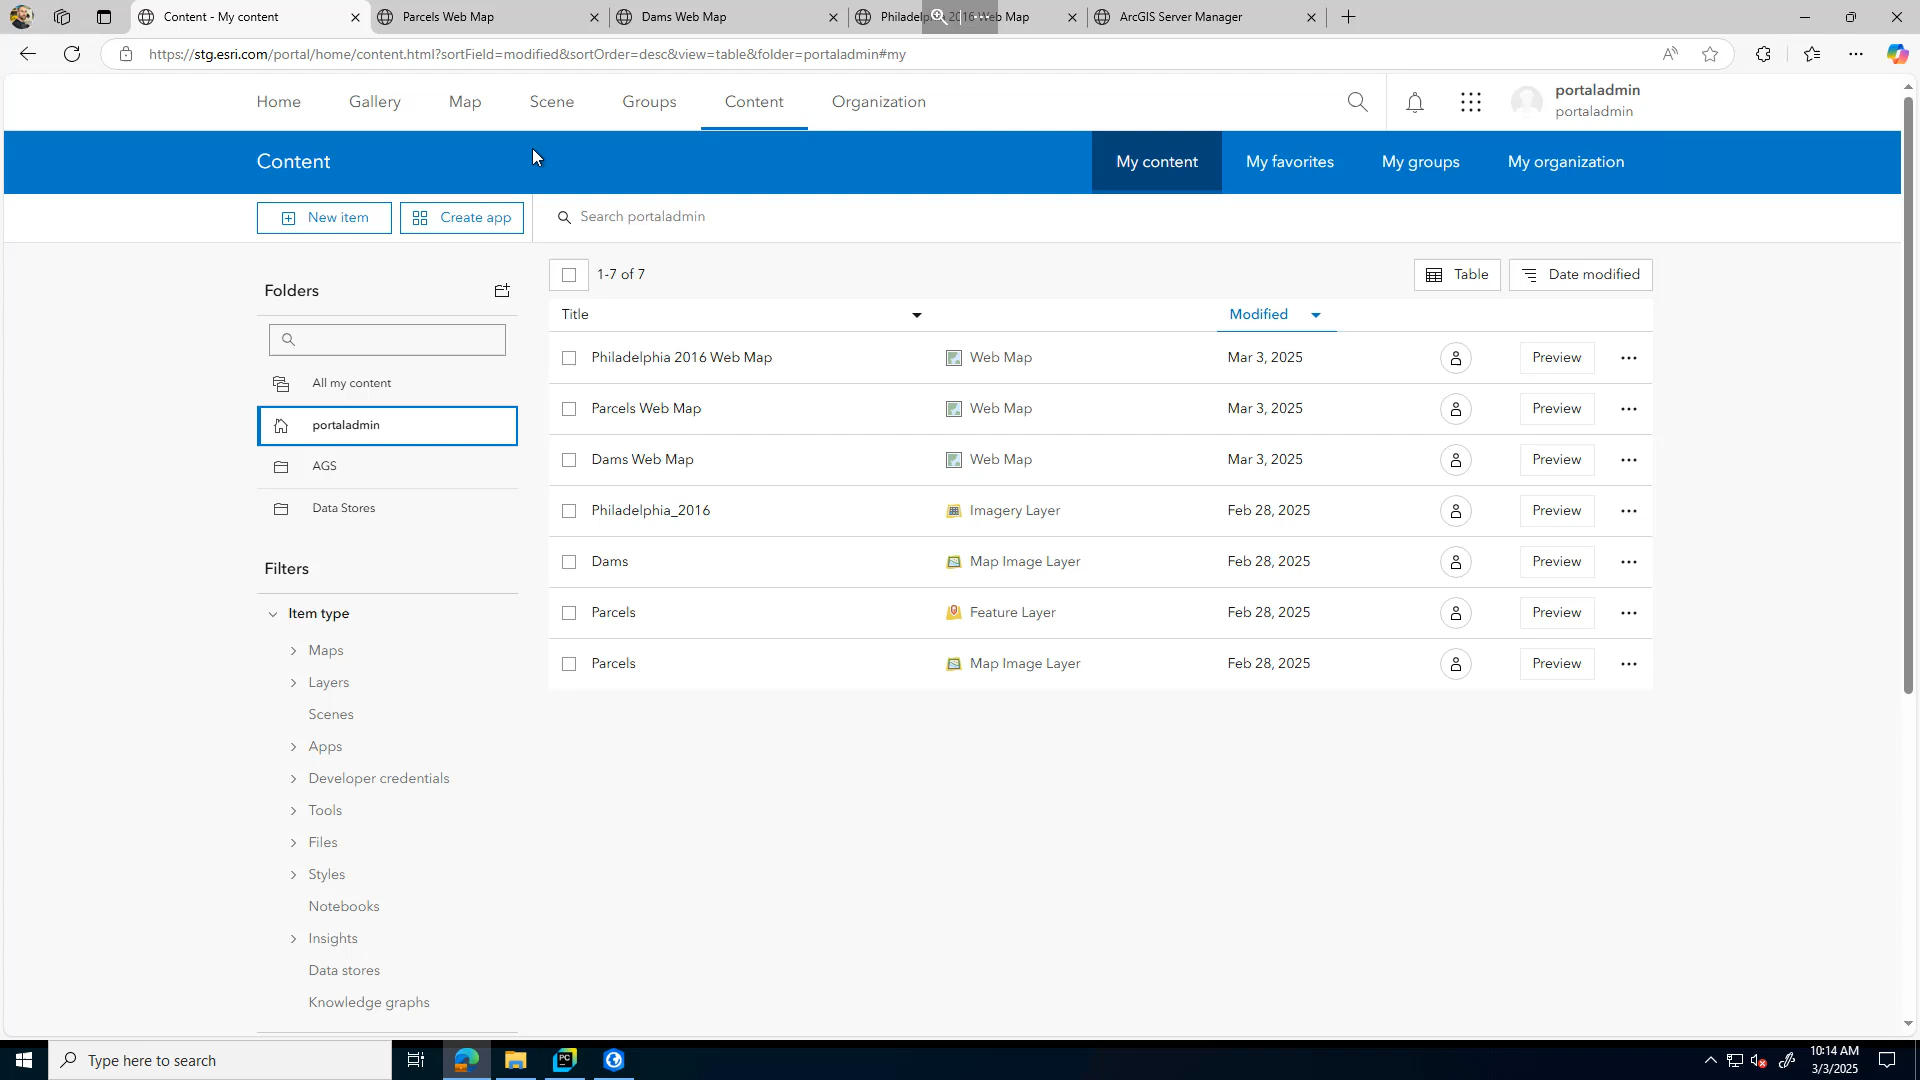 Content - My content
Parcels Web Map
Dams Web Map
Philadelphia 2016 Web Map
ArcGIS Server Manager
https://stg.esri.com/portal/home/content.html?sortField=modified&sortOrder=desc&view=table&folder=portaladmin#my
Home
Gallery
Map
Scene
Groups
Content
Organization
portaladmin
portaladmin
Content
My content
My favorites
My groups
My organization
New item
Create app
Search portaladmin
Folders
All my content
portaladmin
AGS
Data Stores
Filters
Item type
Maps
Layers
Scenes
Apps
Developer credentials
Tools
Files
Styles
Notebooks
Insights
Data stores
Knowledge graphs
1-7 of 7
Table
Date modified
Title
Modified
Philadelphia 2016 Web Map Web Map Mar 3, 2025 Preview
Parcels Web Map Web Map Mar 3, 2025 Preview
Dams Web Map Web Map Mar 3, 2025 Preview
Philadelphia_2016 Imagery Layer Feb 28, 2025 Preview
Dams Map Image Layer Feb 28, 2025 Preview
Parcels Feature Layer Feb 28, 2025 Preview
Parcels Map Image Layer Feb 28, 2025 Preview
Type here to search
PC
10:14 AM
3/3/2025